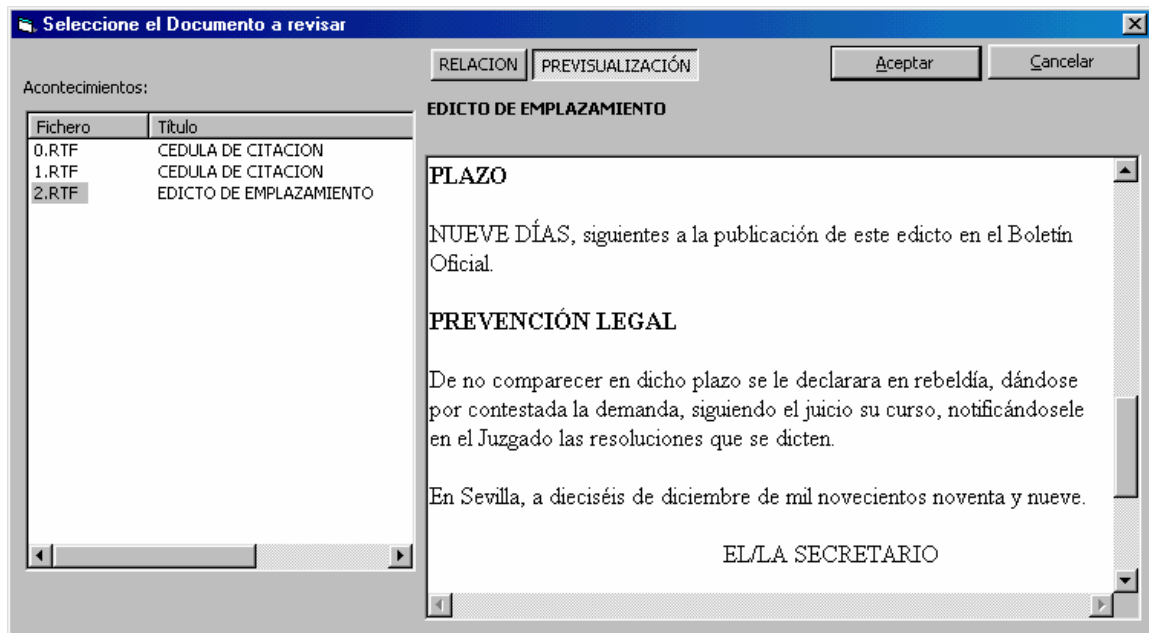 Seleccione el Documento a revisar
RELACION PREVISUALIZACIÓN Aceptar Cancelar
Acontecimientos:
EDICTO DE EMPLAZAMIENTO
Fichero Título
0.RTF CEDULA DE CITACION
1.RTF CEDULA DE CITACION
2.RTF EDICTO DE EMPLAZAMIENTO
PLAZO
NUEVE DÍAS, siguientes a la publicación de este edicto en el Boletín
Oficial.
PREVENCIÓN LEGAL
De no comparecer en dicho plazo se le declarara en rebeldía, dándose
por contestada la demanda, siguiendo el juicio su curso, notificándosele
en el Juzgado las resoluciones que se dicten.
En Sevilla, a dieciséis de diciembre de mil novecientos noventa y nueve.
EL/LA SECRETARIO